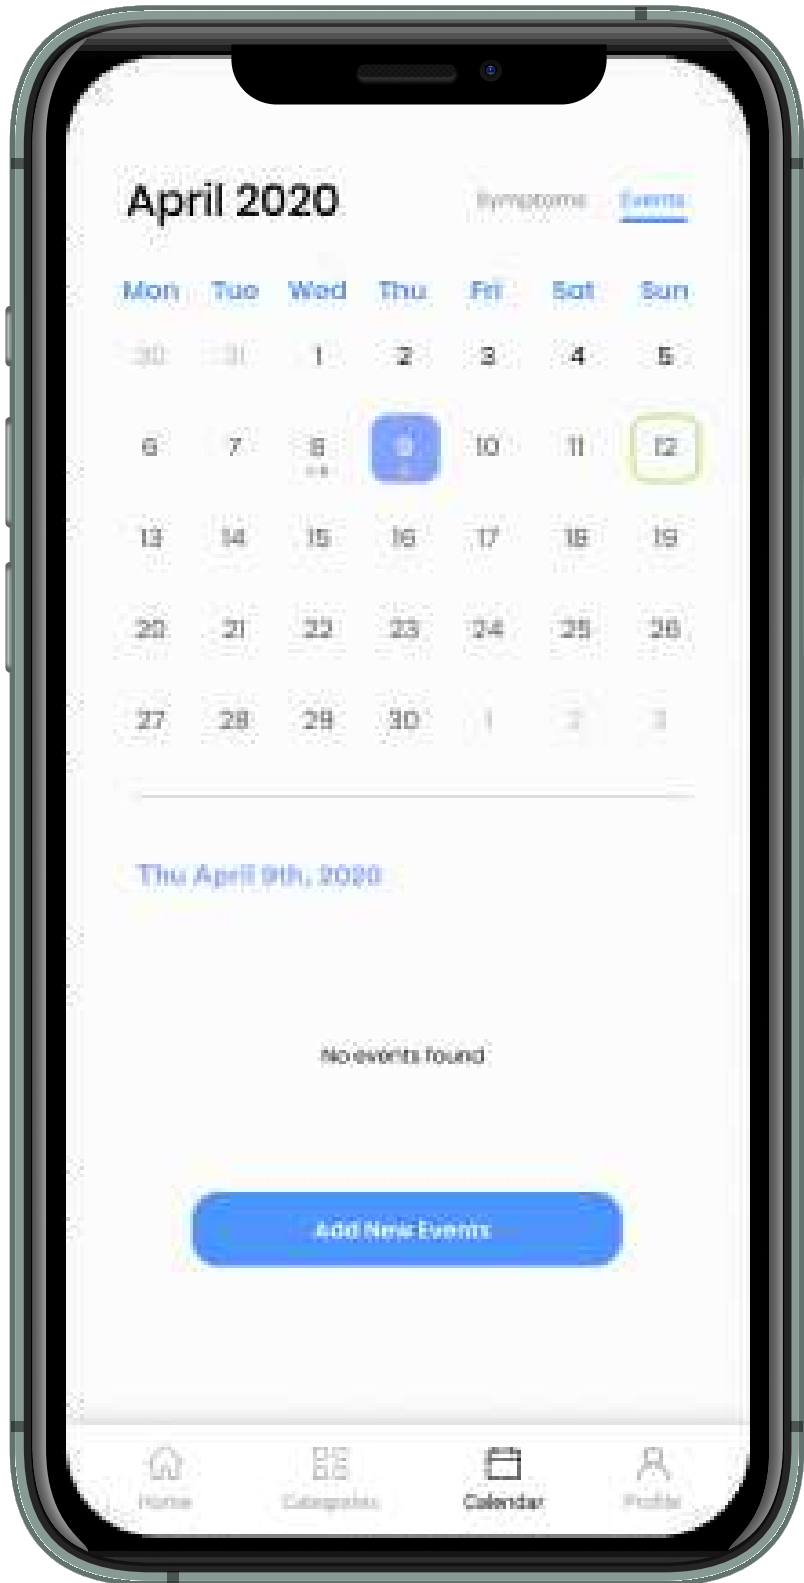 April 2020 Symptoms Events
Mon Tue Wed Thu Fri Sat Sun
30 31 1 2 3 4 5
6 7 8 9 10 11 12
13 14 15 16 17 18 19
20 21 22 23 24 25 26
27 28 29 30 1 2 3
Thu April 9th, 2020
No events found
Add New Events
Home Categories Calendar Profile